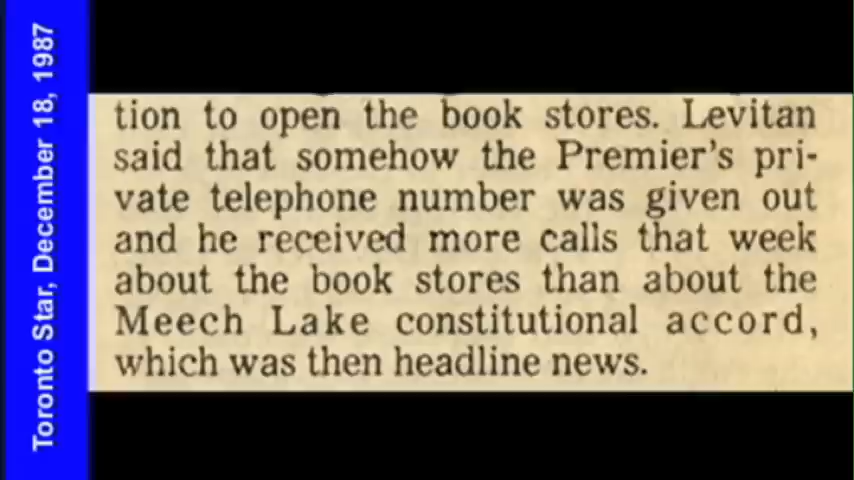 Toronto Star, December 18, 1987
tion to open the book stores. Levitan
said that somehow the Premier's pri-
vate telephone number was given out
and he received more calls that week
about the book stores than about the
Meech Lake constitutional accord,
which was then headline news.